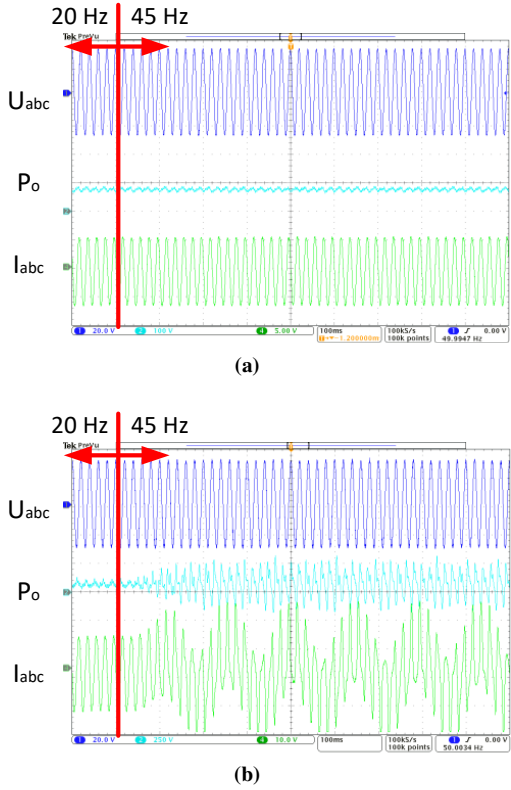 20 Hz 45 Hz
Tek PreVu
Uabc
Po
Iabc
1 20.0 V 2 100 V 4 5.00 V 100ms 100kS/s 1 0.00 V
100k points 49.9947 Hz
(a)
20 Hz 45 Hz
Tek PreVu
Uabc
Po
Iabc
1 20.0 V 2 250 V 4 10.0 V 100ms 100kS/s 1 0.00 V
100k points 50.0034 Hz
(b)